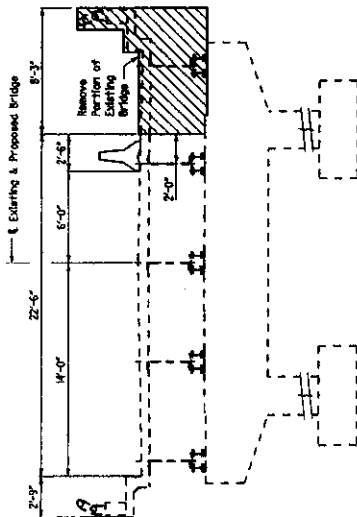 ℄ Existing & Proposed Bridge
8'-3"
22'-6"
2'-9"
2'-6"
6'-0"
14'-0"
Remove
Portion of
Existing
Bridge
2'-0"